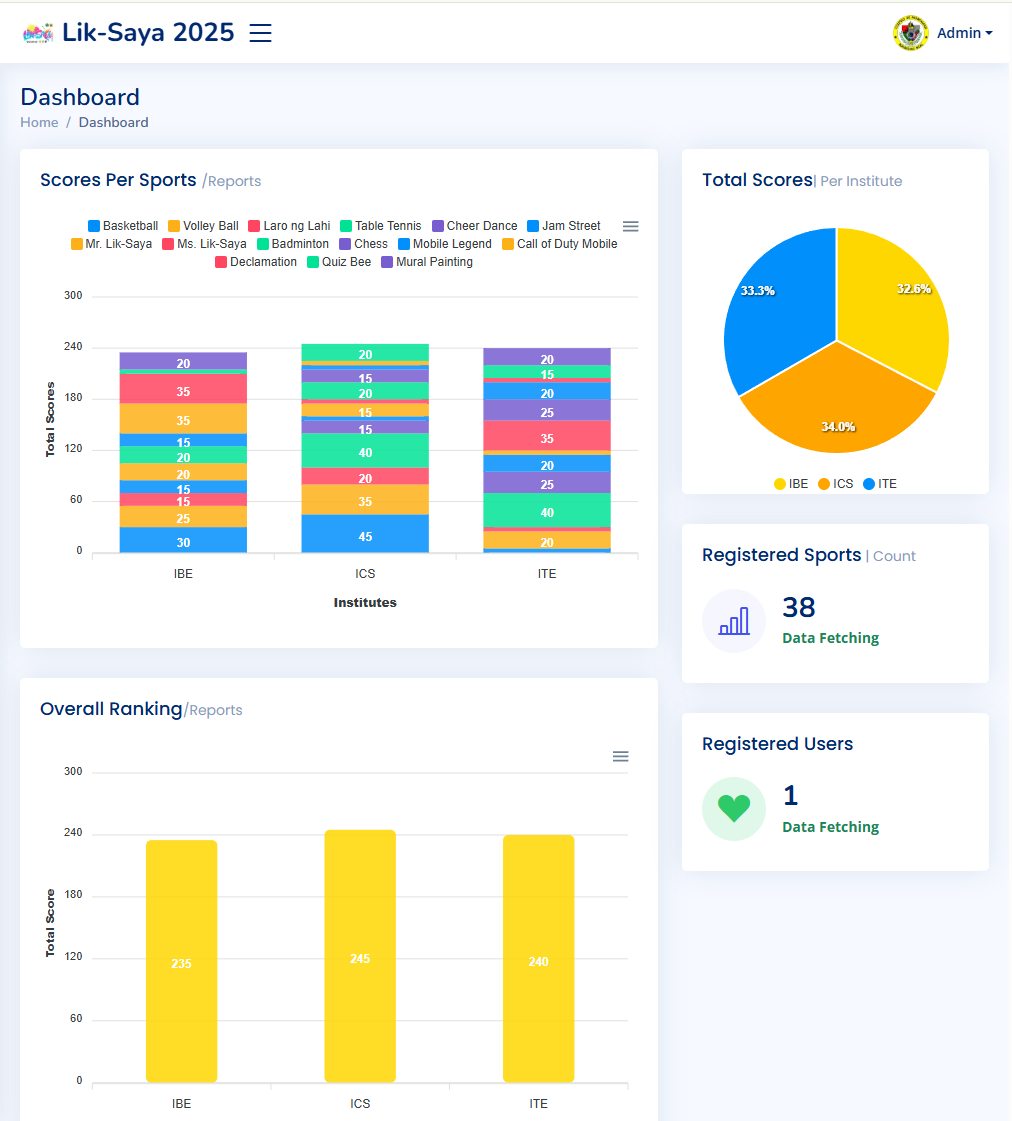 Lik-Saya 2025
Admin
Dashboard
Home / Dashboard
Scores Per Sports /Reports
Basketball Volley Ball Laro ng Lahi Table Tennis Cheer Dance Jam Street
Mr. Lik-Saya Ms. Lik-Saya Badminton Chess Mobile Legend Call of Duty Mobile
Declamation Quiz Bee Mural Painting
Total Scores
300
240
180
120
60
0
20
35
35
15
20
20
15
15
25
30
20
15
20
15
15
40
20
35
45
20
15
20
25
35
20
25
40
20
IBE ICS ITE
Institutes
Total Scores| Per Institute
33.3%
32.6%
34.0%
IBE ICS ITE
Registered Sports | Count
38
Data Fetching
Overall Ranking/Reports
Total Score
300
240
180
120
60
0
235
245
240
IBE ICS ITE
Registered Users
1
Data Fetching